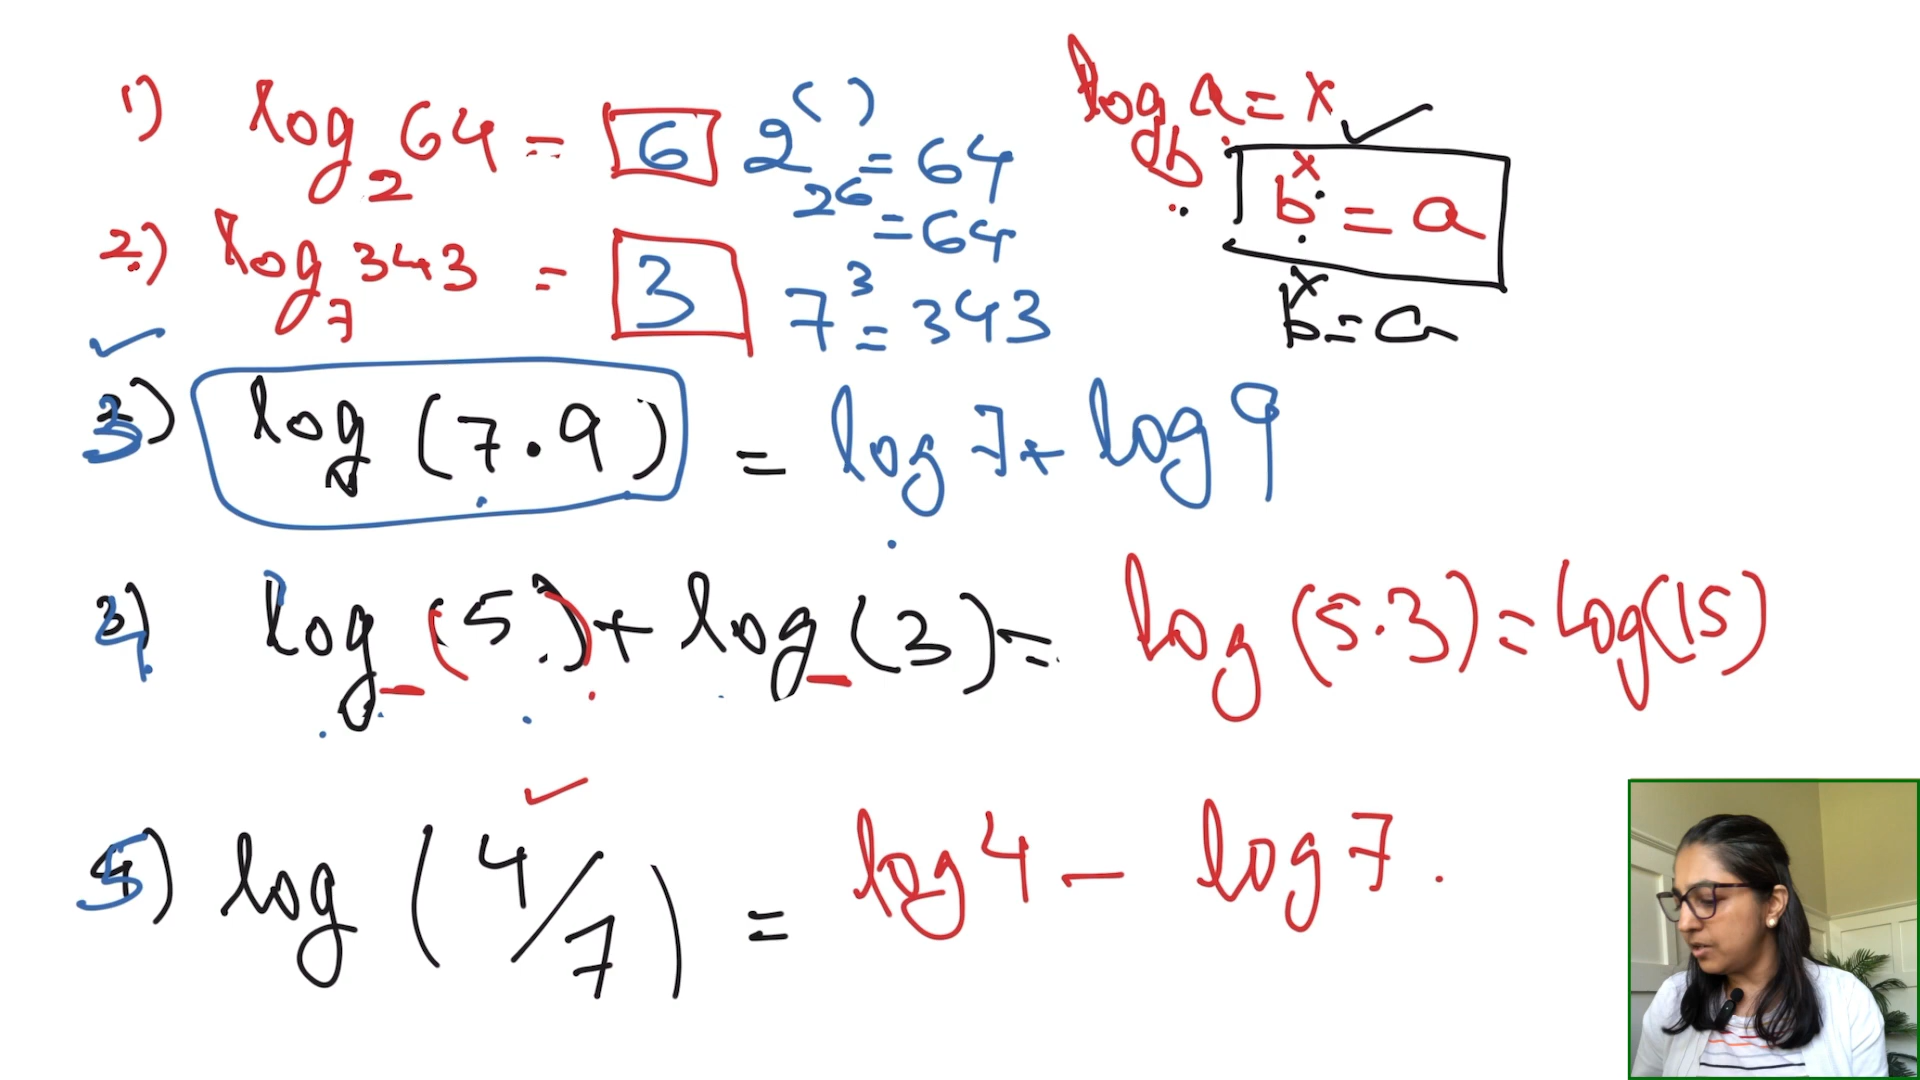 1) log₂ 64 = 6 2^( ) = 64
2^6 = 64
log_b a = x
b^x = a
b^x = a
2.) log₇ 343 = 3 7^3 = 343
3) log (7.9) = log 7 + log 9
4) log (5) + log (3) = log (5.3) = log (15)
5) log (4/7) = log 4 - log 7.